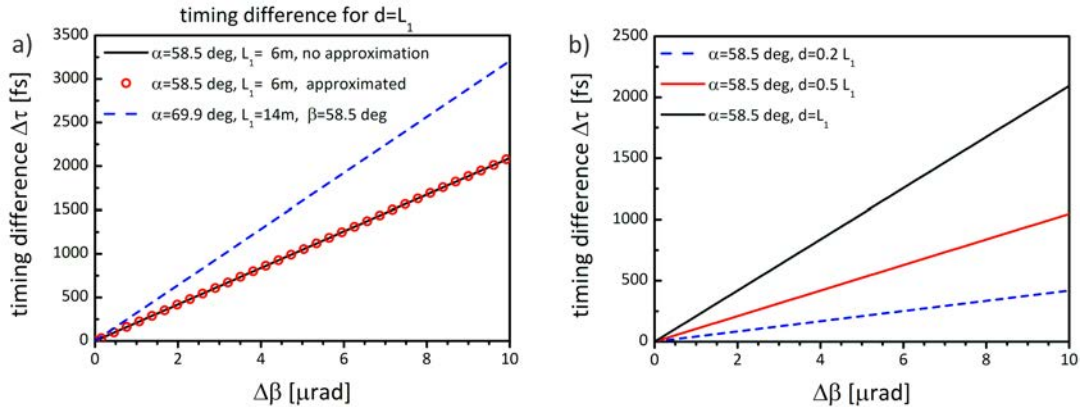 timing difference for d=L₁
a)
α=58.5 deg, L₁= 6m, no approximation
α=58.5 deg, L₁= 6m, approximated
α=69.9 deg, L₁=14m, β=58.5 deg
timing difference Δτ [fs]
3500
3000
2500
2000
1500
1000
500
0
0 2 4 6 8 10
Δβ [μrad]
b)
α=58.5 deg, d=0.2 L₁
α=58.5 deg, d=0.5 L₁
α=58.5 deg, d=L₁
timing difference Δτ [fs]
2500
2000
1500
1000
500
0
0 2 4 6 8 10
Δβ [μrad]